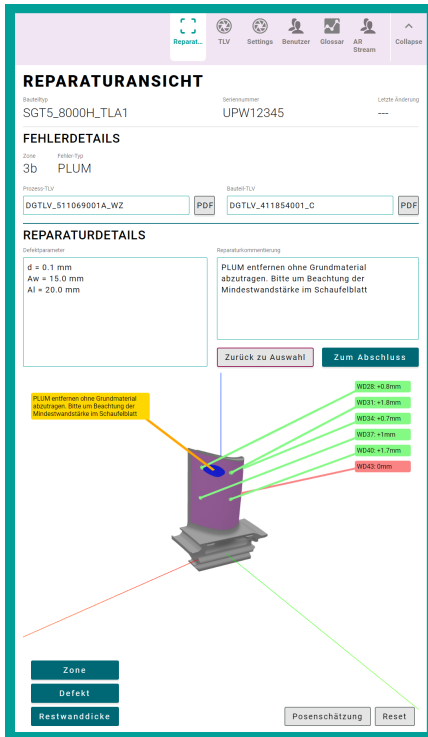 Reparat... TLV Settings Benutzer Glossar AR Stream Collapse
REPARATURANSICHT
Bauteiltyp Seriennummer Letzte Änderung
SGT5_8000H_TLA1 UPW12345 ---
FEHLERDETAILS
Zone Fehler-Typ
3b PLUM
Prozess-TLV Bauteil-TLV
DGTLV_511069001A_WZ PDF DGTLV_411854001_C PDF
REPARATURDETAILS
Defektparameter Reparaturkommentierung
d = 0.1 mm
Aw = 15.0 mm
Al = 20.0 mm
PLUM entfernen ohne Grundmaterial
abzutragen. Bitte um Beachtung der
Mindestwandstärke im Schaufelblatt
Zurück zu Auswahl Zum Abschluss
PLUM entfernen ohne Grundmaterial
abzutragen. Bitte um Beachtung der
Mindestwandstärke im Schaufelblatt
WD28: +0.8mm
WD31: +1.8mm
WD34: +0.7mm
WD37: +1mm
WD40: +1.7mm
WD43: 0mm
Zone
Defekt
Restwanddicke Posenschätzung Reset